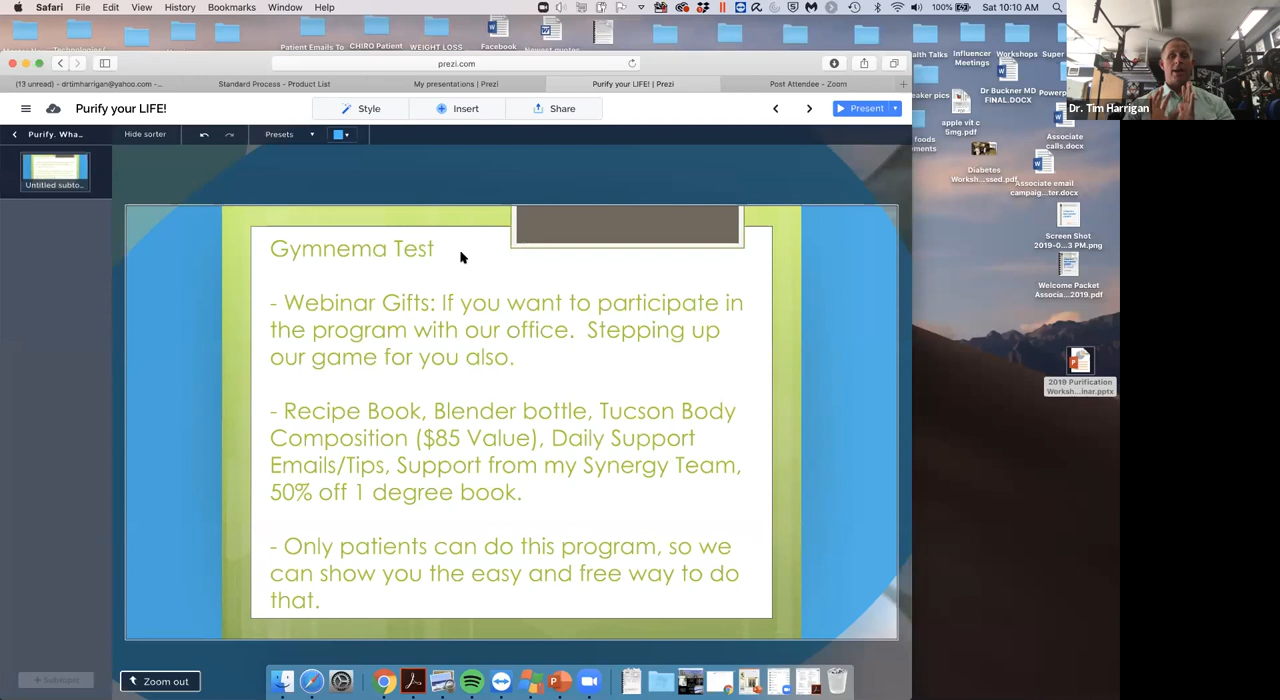 Safari File Edit View History Bookmarks Window Help
100% Sat 10:10 AM
Patient Emails To CHIRO Patient WEIGHT LOSS Facebook Newest quotes
Influencer Meetings Workshops Super
prezi.com
(13 unread) - drtimharrigan@yahoo.com -... Standard Process - Product List My presentations | Prezi Purify your LIFE! | Prezi Post Attendee - Zoom
Purify your LIFE! Style Insert Share Present
Purify. Wha... Hide sorter Presets
Untitled subto...
Gymnema Test
- Webinar Gifts: If you want to participate in
the program with our office. Stepping up
our game for you also.
- Recipe Book, Blender bottle, Tucson Body
Composition ($85 Value), Daily Support
Emails/Tips, Support from my Synergy Team,
50% off 1 degree book.
- Only patients can do this program, so we
can show you the easy and free way to do
that.
+ Subtopic
Zoom out
Dr. Tim Harrigan
Dr Buckner MD
FINAL.DOCX
apple vit c
5mg.pdf
Associate
calls.docx
Diabetes
Worksh...ssed.pdf
Associate email
campaig...ter.docx
Screen Shot
2019-0...3 PM.png
Welcome Packet
Associa...2019.pdf
2019 Purification
Worksh...inar.pptx